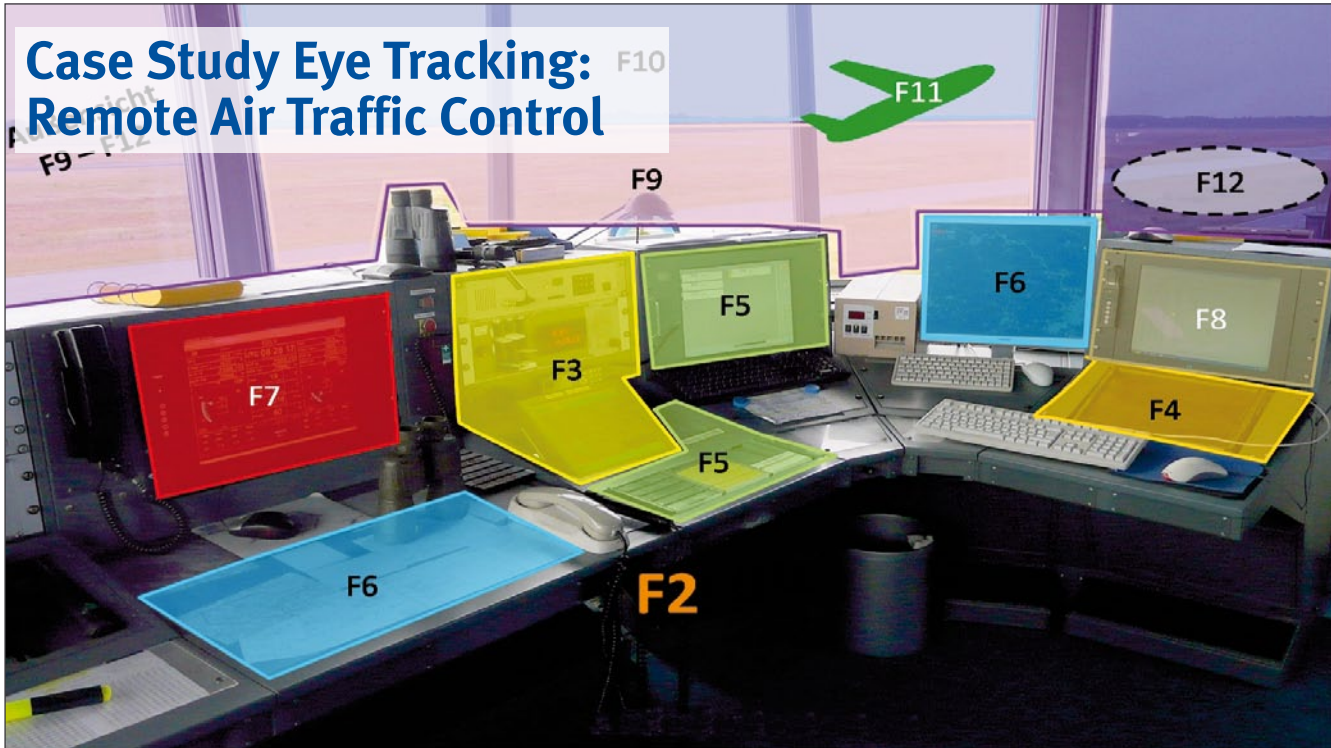 Case Study Eye Tracking:
Remote Air Traffic Control
F10
F11
F9 – F12
F9
F12
F6
F5
F8
F3
F7
F4
F5
F6
F2